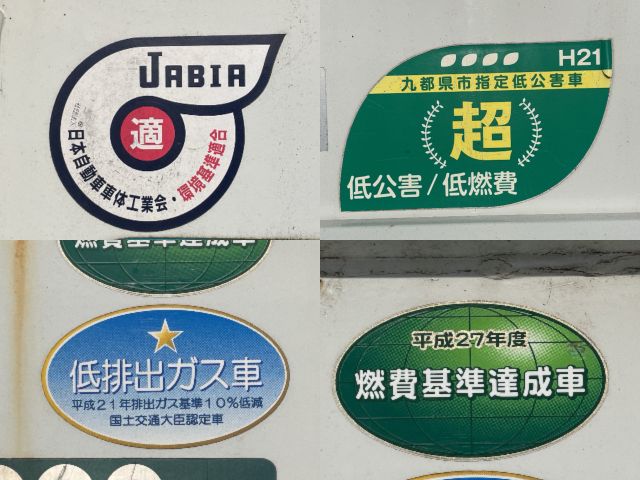 JABIA
適
社団法人 日本自動車車体工業会・環境基準適合
H21
九都県市指定低公害車
超
低公害/低燃費
燃費基準達成車
低排出ガス車
平成21年排出ガス基準10%低減
国土交通大臣認定車
平成27年度
燃費基準達成車